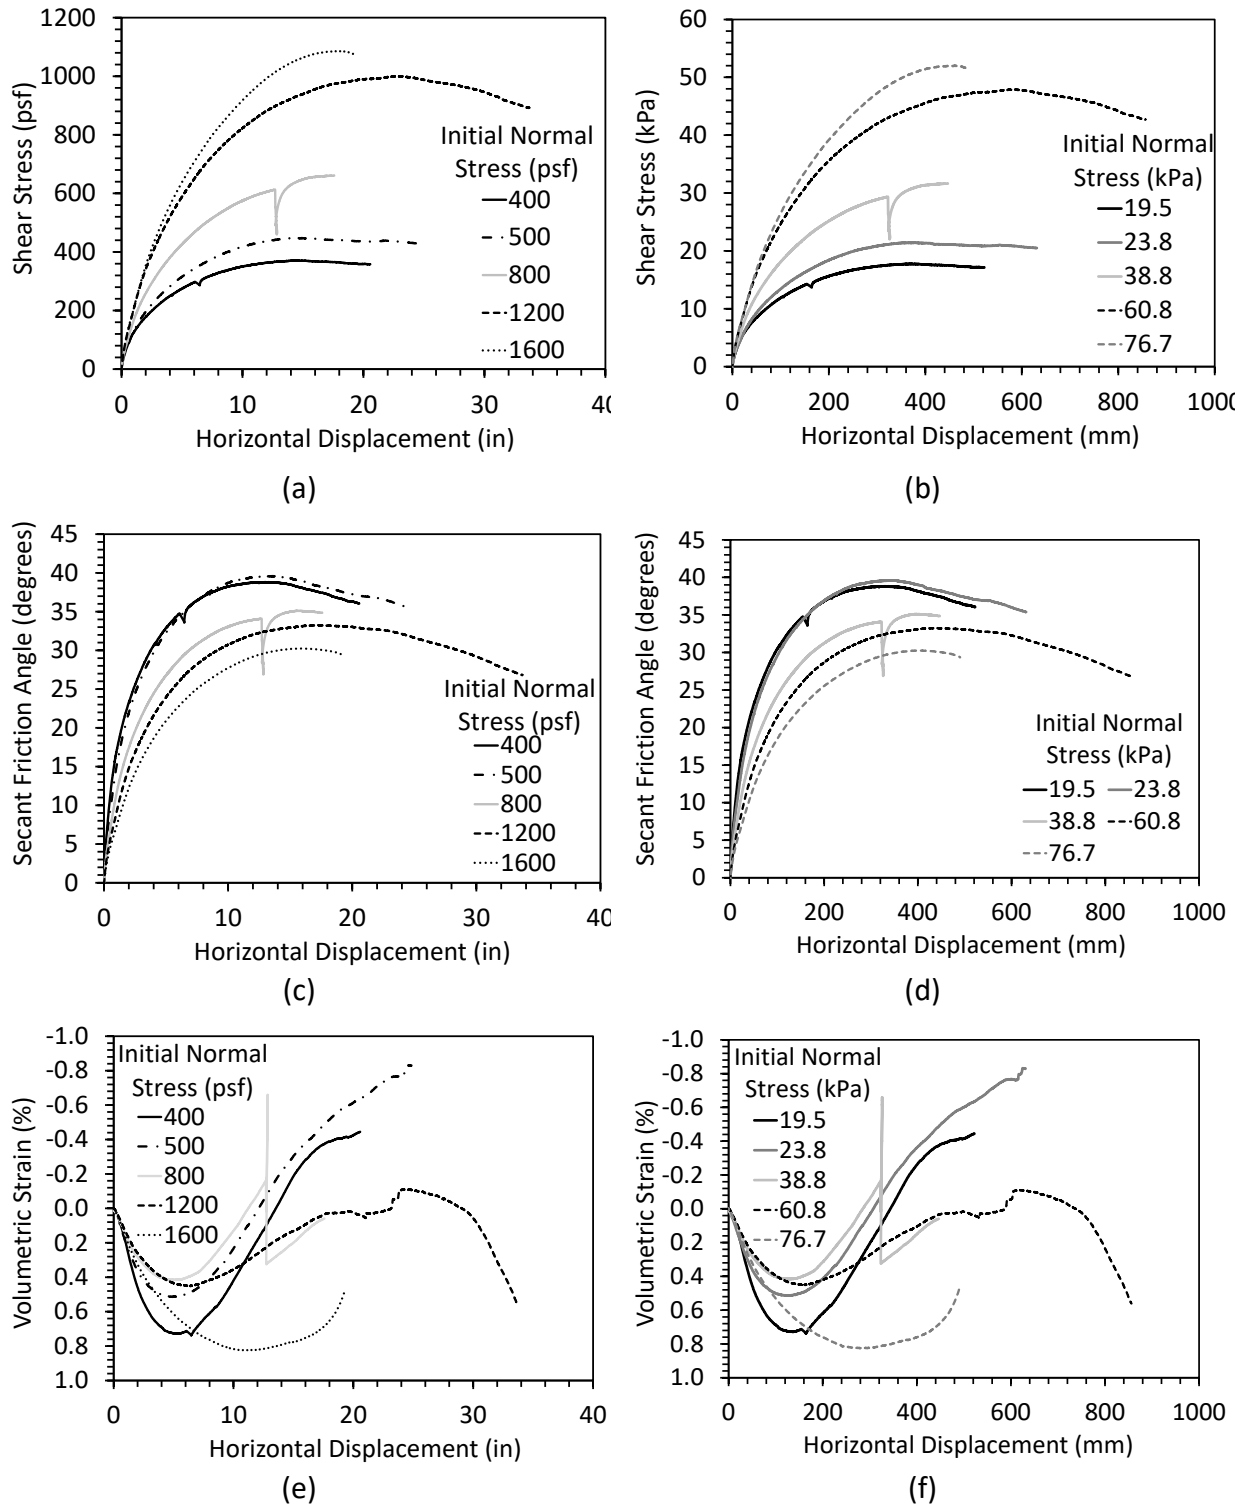 1200
1000
800
600
400
200
0
Shear Stress (psf)
Initial Normal
Stress (psf)
400
500
800
1200
1600
0 10 20 30 40
Horizontal Displacement (in)
(a)
60
50
40
30
20
10
0
Shear Stress (kPa)
Initial Normal
Stress (kPa)
19.5
23.8
38.8
60.8
76.7
0 200 400 600 800 1000
Horizontal Displacement (mm)
(b)
45
40
35
30
25
20
15
10
5
0
Secant Friction Angle (degrees)
Initial Normal
Stress (psf)
400
500
800
1200
1600
0 10 20 30 40
Horizontal Displacement (in)
(c)
45
40
35
30
25
20
15
10
5
0
Secant Friction Angle (degrees)
Initial Normal
Stress (kPa)
19.5 23.8
38.8 60.8
76.7
0 200 400 600 800 1000
Horizontal Displacement (mm)
(d)
-1.0
-0.8
-0.6
-0.4
-0.2
0.0
0.2
0.4
0.6
0.8
1.0
Volumetric Strain (%)
Initial Normal
Stress (psf)
400
500
800
1200
1600
0 10 20 30 40
Horizontal Displacement (in)
(e)
-1.0
-0.8
-0.6
-0.4
-0.2
0.0
0.2
0.4
0.6
0.8
1.0
Volumetric Strain (%)
Initial Normal
Stress (kPa)
19.5
23.8
38.8
60.8
76.7
0 200 400 600 800 1000
Horizontal Displacement (mm)
(f)